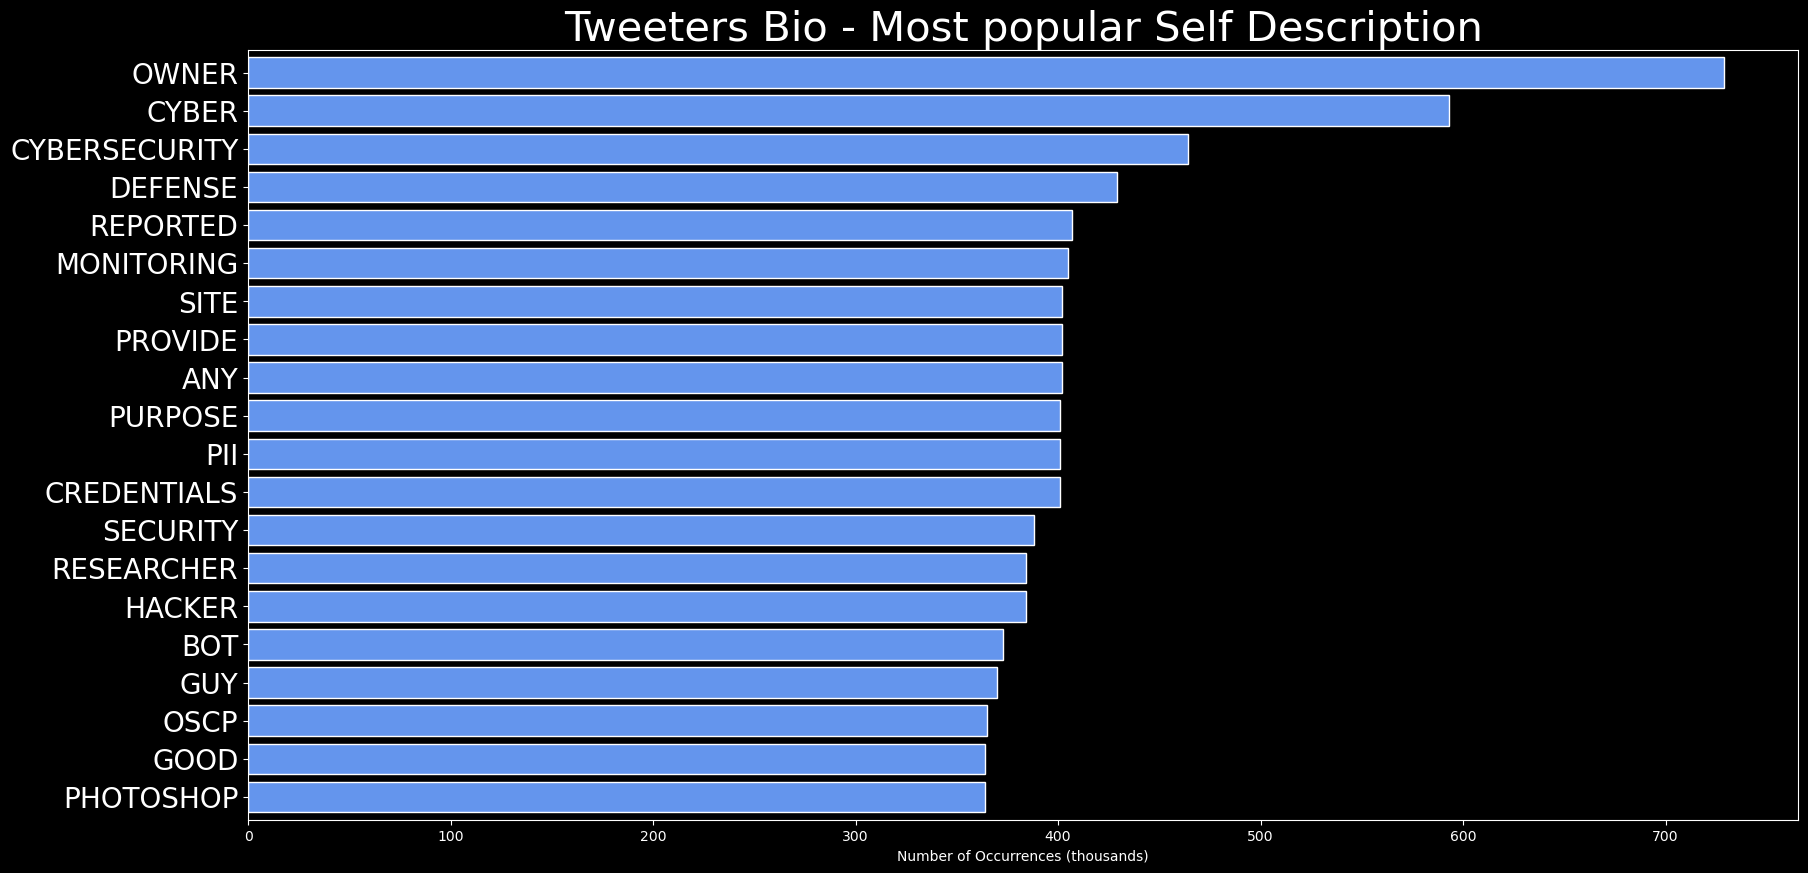 Tweeters Bio - Most popular Self Description
OWNER
CYBER
CYBERSECURITY
DEFENSE
REPORTED
MONITORING
SITE
PROVIDE
ANY
PURPOSE
PII
CREDENTIALS
SECURITY
RESEARCHER
HACKER
BOT
GUY
OSCP
GOOD
PHOTOSHOP
0 100 200 300 400 500 600 700
Number of Occurrences (thousands)